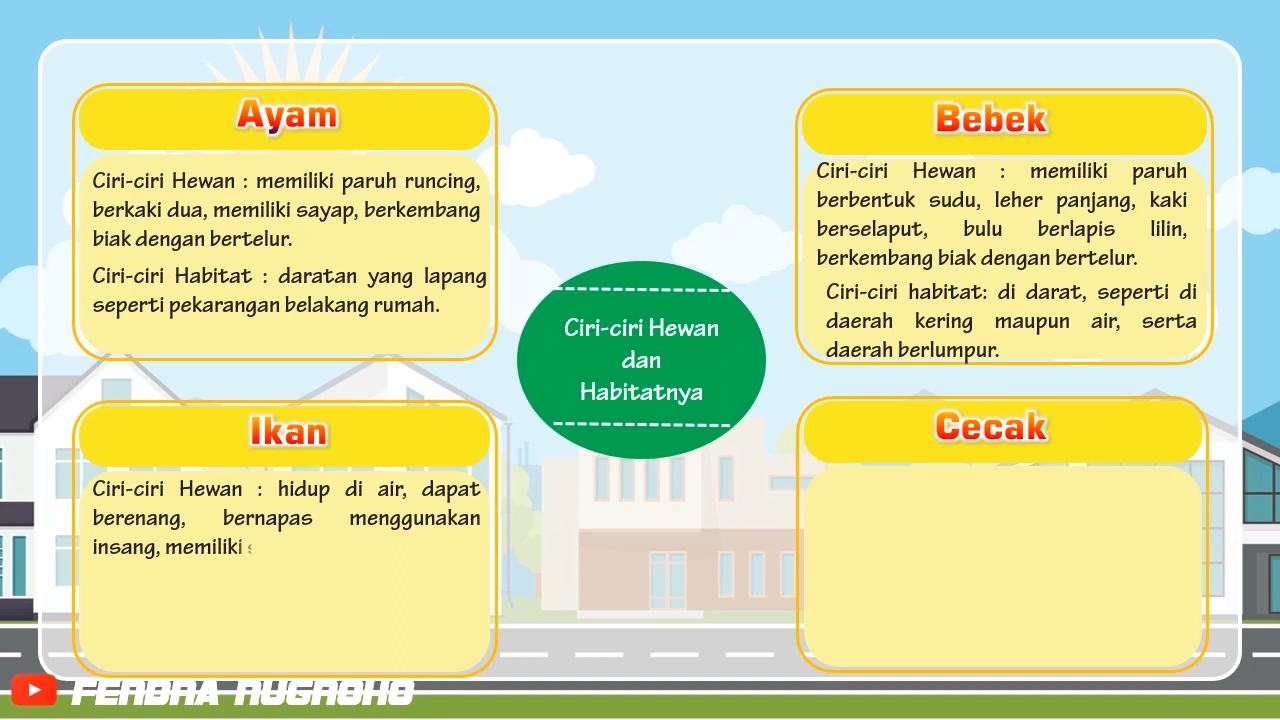 Ayam
Ciri-ciri Hewan : memiliki paruh runcing,
berkaki dua, memiliki sayap, berkembang
biak dengan bertelur.
Ciri-ciri Habitat : daratan yang lapang
seperti pekarangan belakang rumah.
Bebek
Ciri-ciri Hewan : memiliki paruh
berbentuk sudu, leher panjang, kaki
berselaput, bulu berlapis lilin,
berkembang biak dengan bertelur.
Ciri-ciri habitat: di darat, seperti di
daerah kering maupun air, serta
daerah berlumpur.
Ciri-ciri Hewan
dan
Habitatnya
Ikan
Ciri-ciri Hewan : hidup di air, dapat
berenang, bernapas menggunakan
insang, memiliki
Cecak
FENDRA NUGROHO